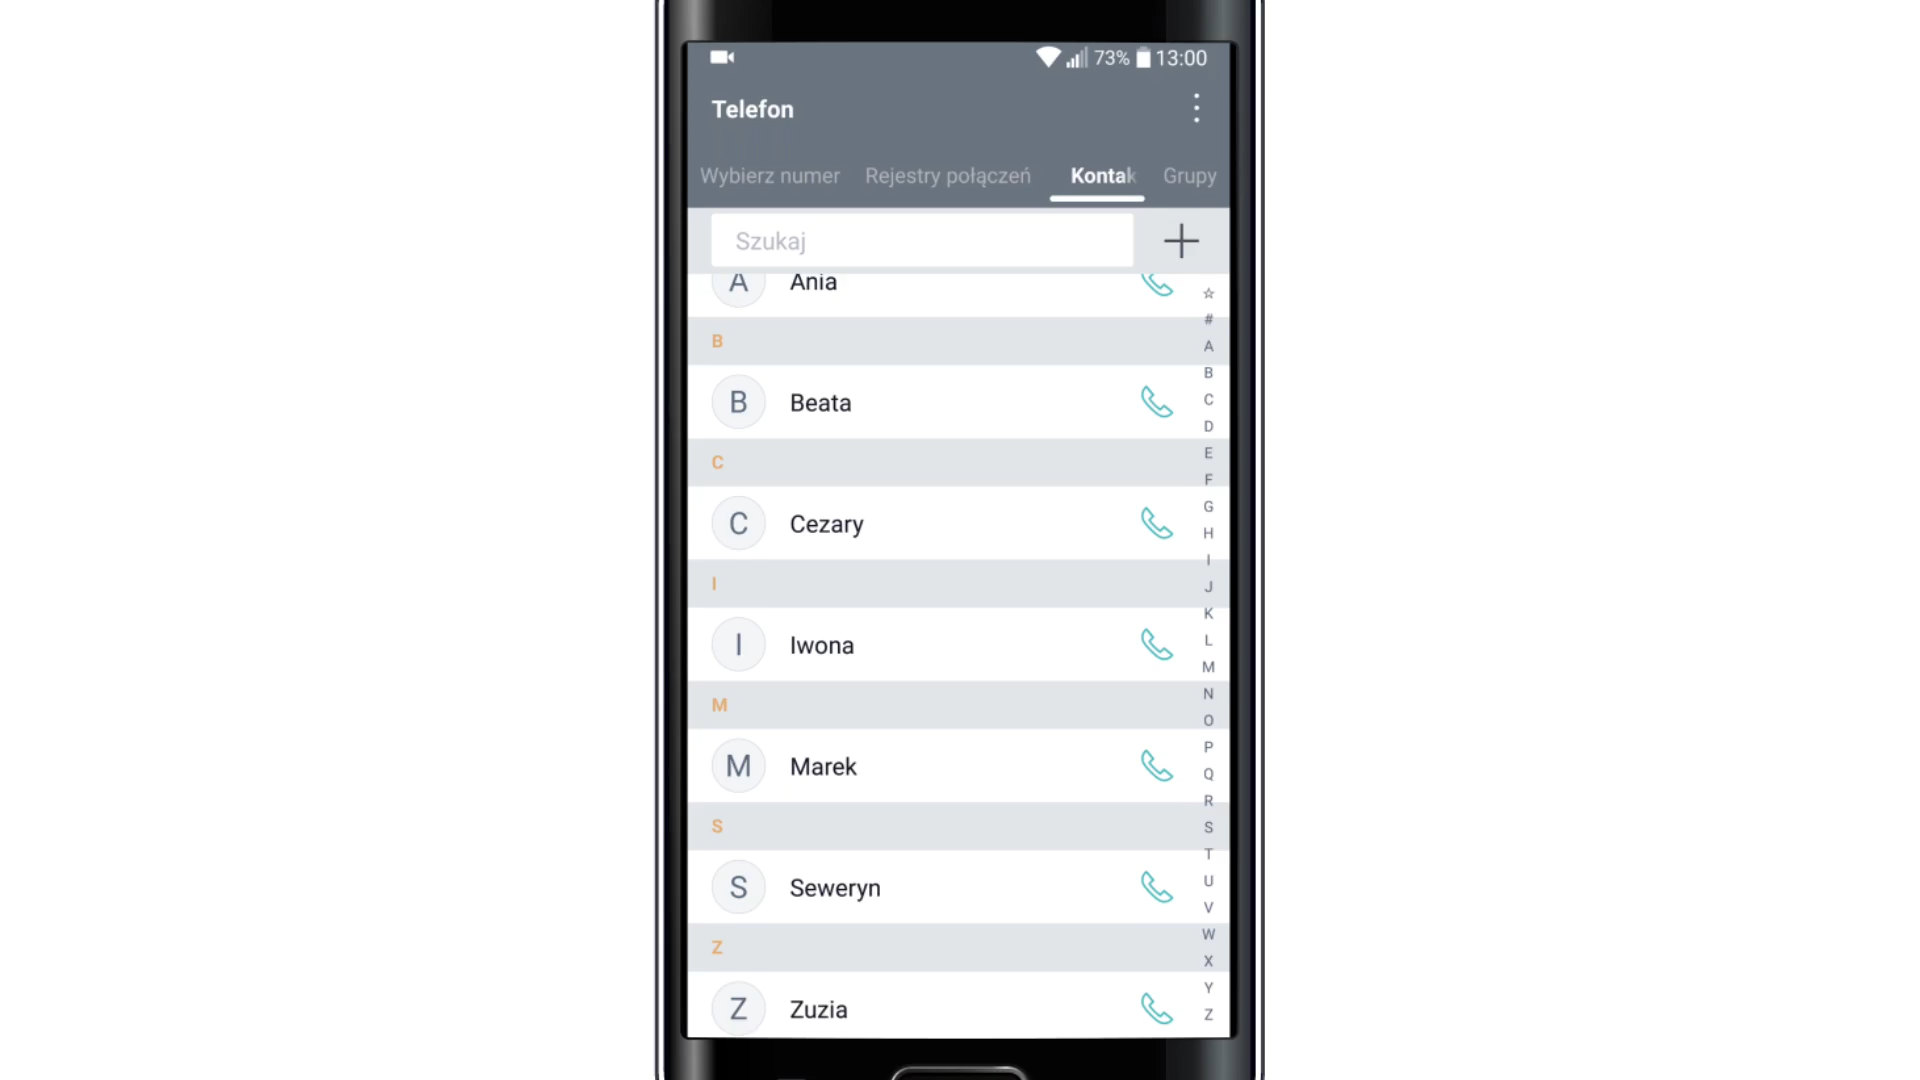 73% 13:00
Telefon
Wybierz numer Rejestry połączeń Kontak Grupy
Szukaj
A Ania
B
B Beata
C
C Cezary
I
I Iwona
M
M Marek
S
S Seweryn
Z
Z Zuzia
☆
#
A
B
C
D
E
F
G
H
I
J
K
L
M
N
O
P
Q
R
S
T
U
V
W
X
Y
Z